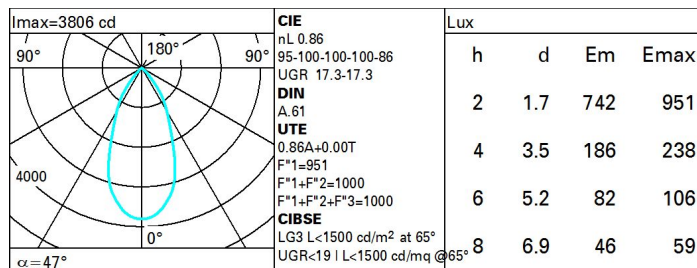 Imax=3806 cd
90°
180°
90°
4000
0°
α=47°
CIE
nL 0.86
95-100-100-100-86
UGR 17.3-17.3
DIN
A.61
UTE
0.86A+0.00T
F"1=951
F"1+F"2=1000
F"1+F"2+F"3=1000
CIBSE
LG3 L<1500 cd/m² at 65°
UGR<19 | L<1500 cd/mq @65°
Lux
h d Em Emax
2 1.7 742 951
4 3.5 186 238
6 5.2 82 106
8 6.9 46 59